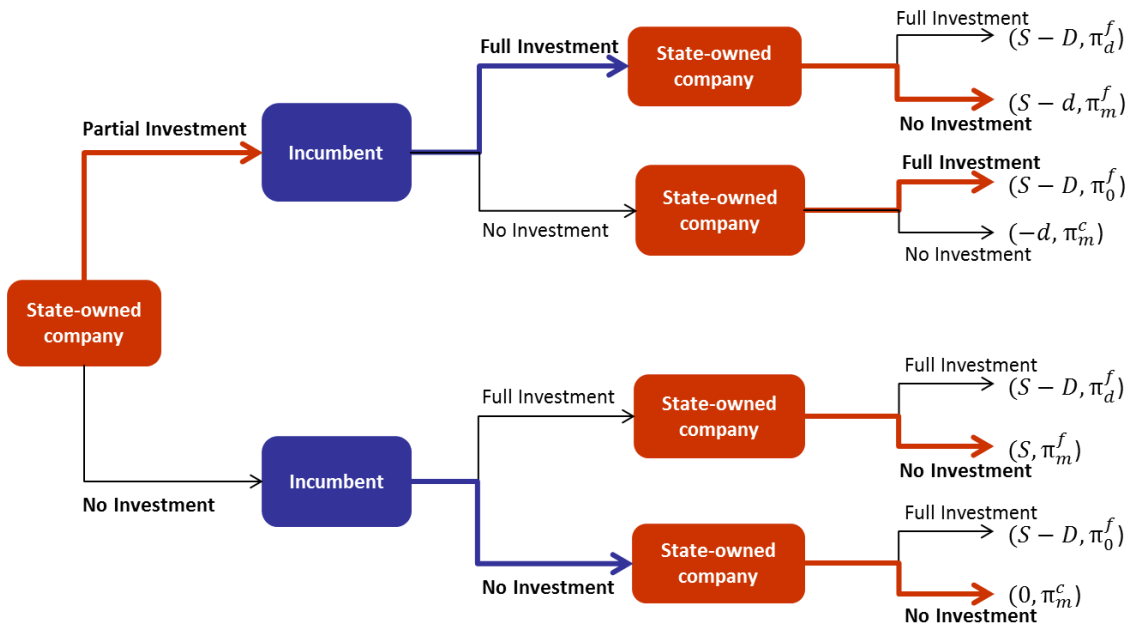 Full Investment
(S − D, π_d^f)
Full Investment
State-owned
company
Partial Investment
(S − d, π_m^f)
No Investment
Incumbent
Full Investment
(S − D, π_0^f)
State-owned
company
No Investment
(−d, π_m^c)
No Investment
State-owned
company
Full Investment
(S − D, π_d^f)
Full Investment
State-owned
company
(S, π_m^f)
No Investment
Incumbent
No Investment
Full Investment
(S − D, π_0^f)
State-owned
company
No Investment
(0, π_m^c)
No Investment